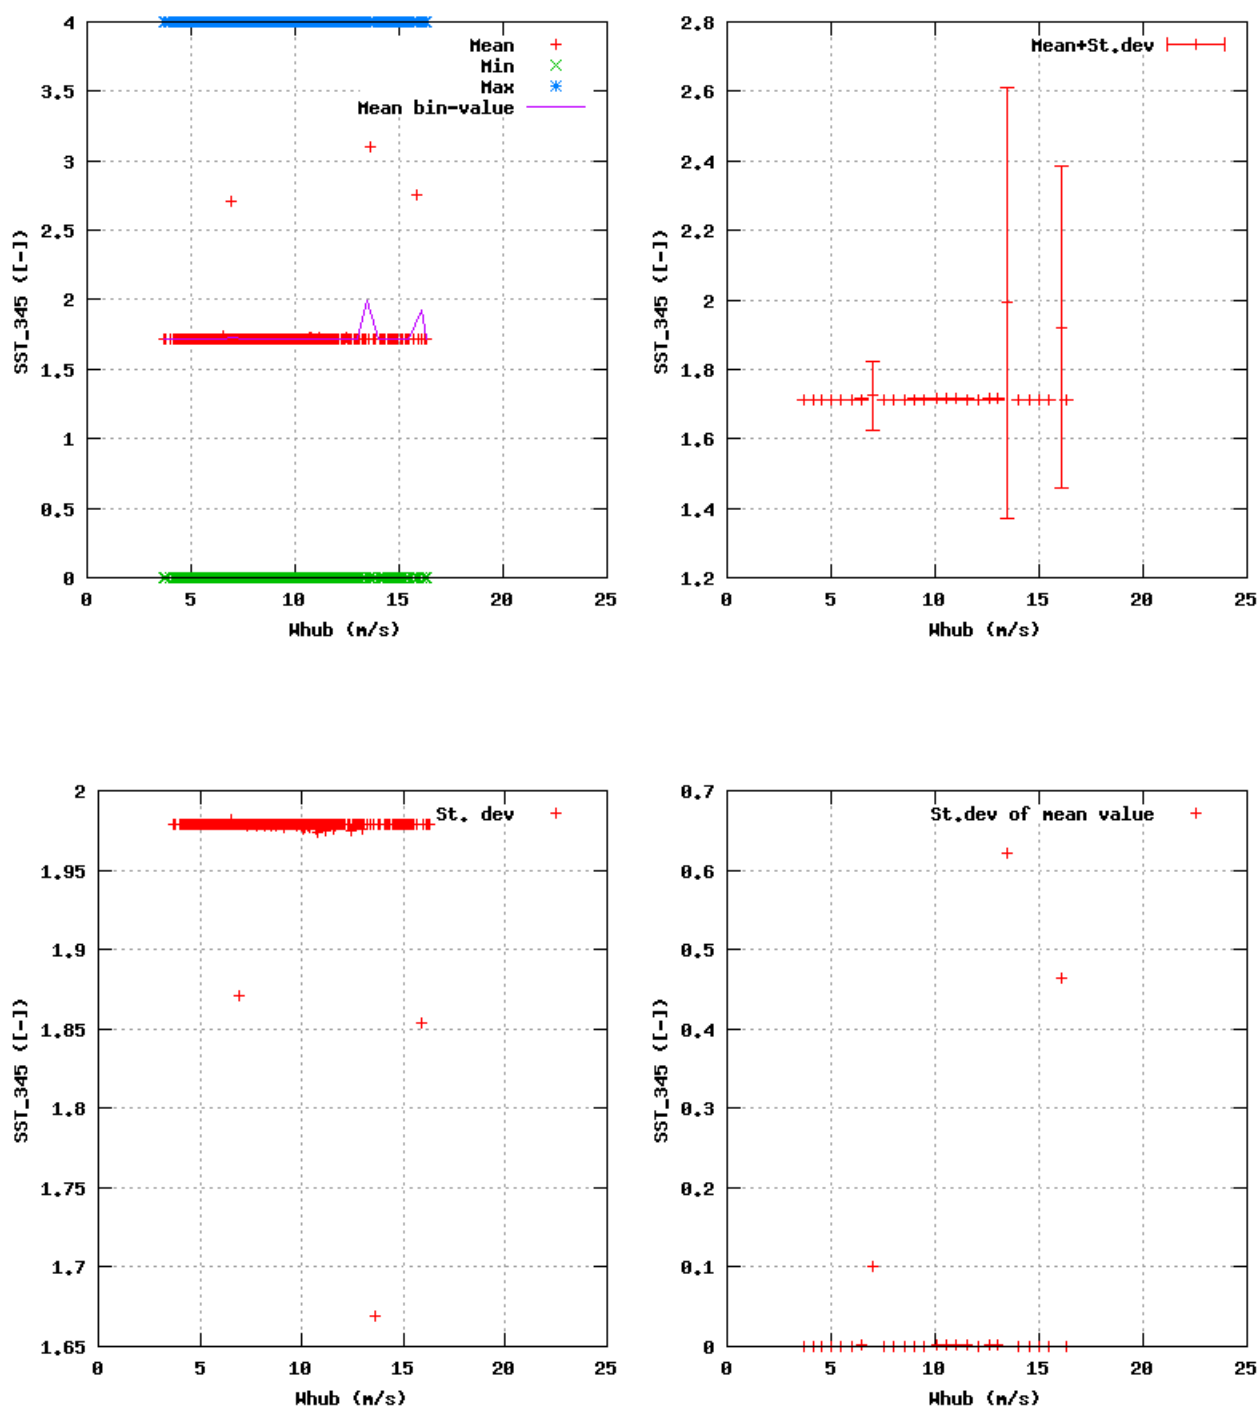 4
3.5
3
2.5
2
1.5
1
0.5
0
0 5 10 15 20 25
SST_345 ([-])
Whub (m/s)
Mean
Min
Max
Mean bin-value
2.8
2.6
2.4
2.2
2
1.8
1.6
1.4
1.2
0 5 10 15 20 25
SST_345 ([-])
Whub (m/s)
Mean+St.dev
2
1.95
1.9
1.85
1.8
1.75
1.7
1.65
0 5 10 15 20 25
SST_345 ([-])
Whub (m/s)
St. dev
0.7
0.6
0.5
0.4
0.3
0.2
0.1
0
0 5 10 15 20 25
SST_345 ([-])
Whub (m/s)
St.dev of mean value